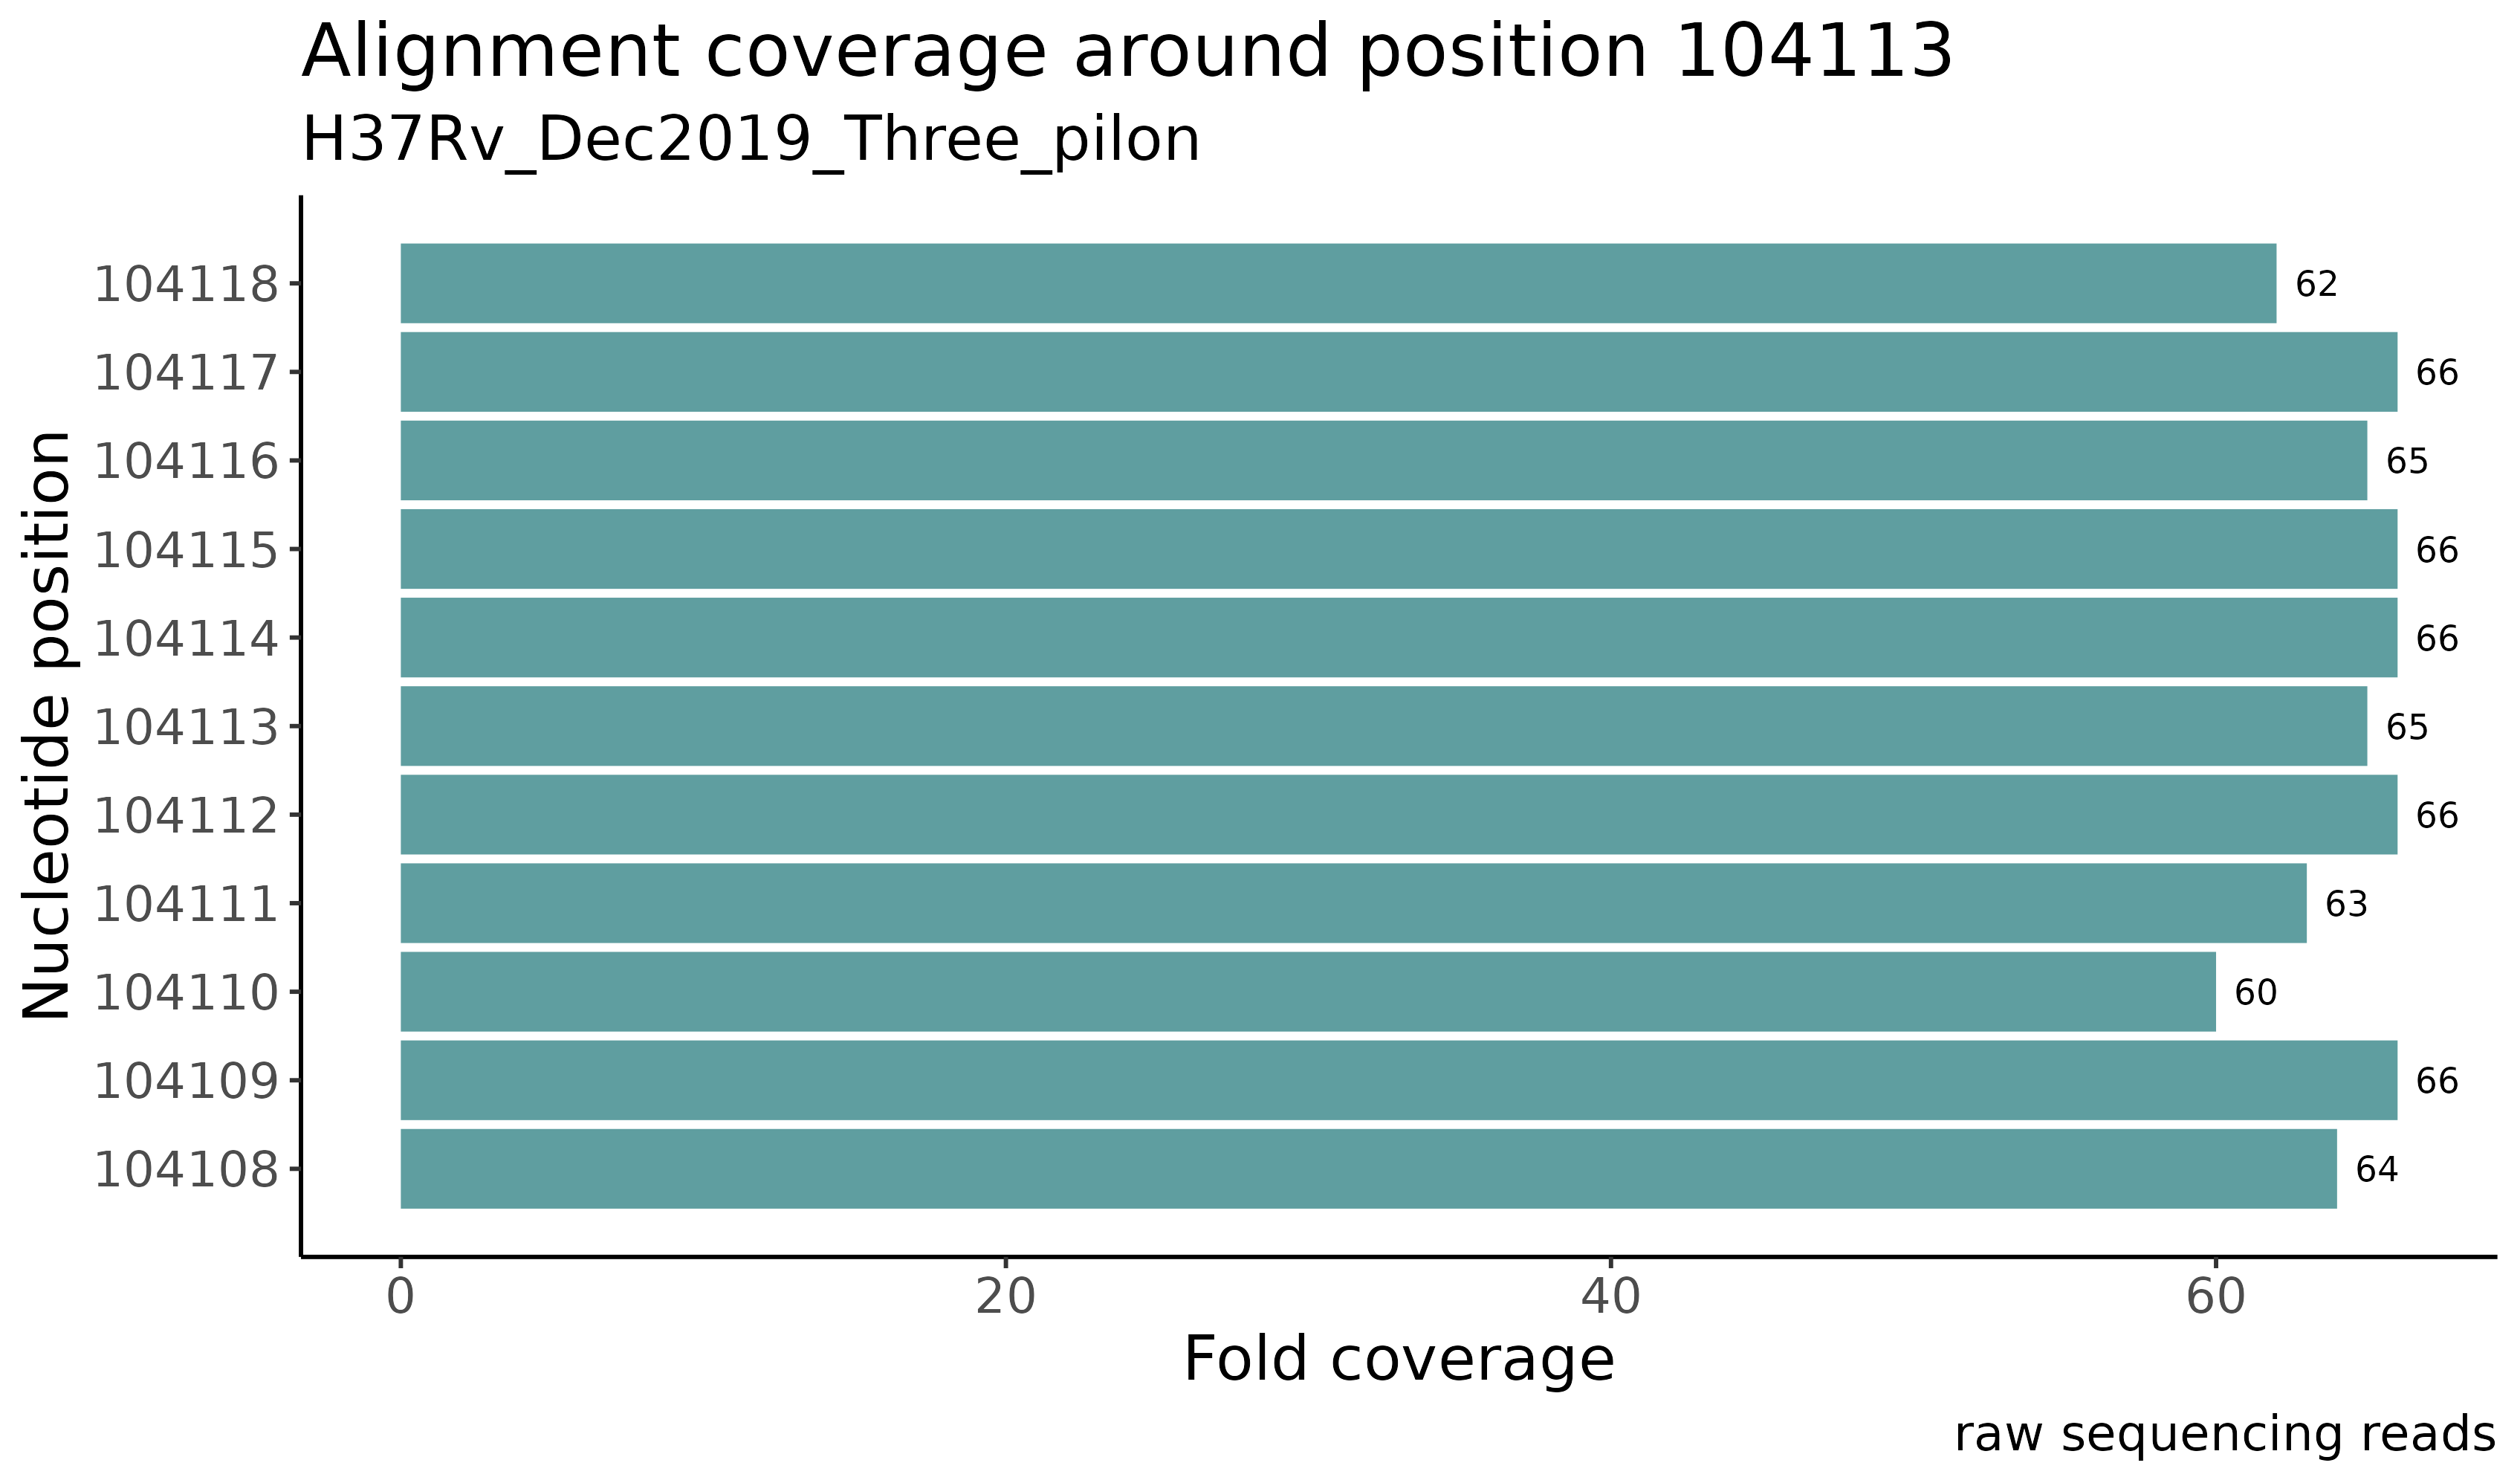 Alignment coverage around position 104113
H37Rv_Dec2019_Three_pilon
Nucleotide position
104118 62
104117 66
104116 65
104115 66
104114 66
104113 65
104112 66
104111 63
104110 60
104109 66
104108 64
0 20 40 60
Fold coverage
raw sequencing reads